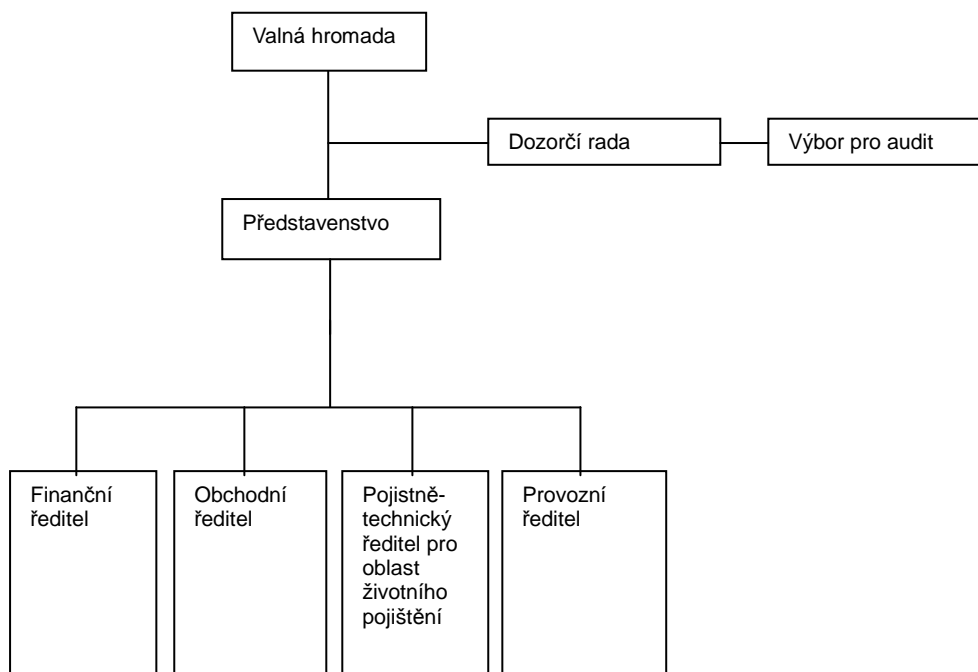 Valná hromada
Dozorčí rada
Výbor pro audit
Představenstvo
Finanční
ředitel
Obchodní
ředitel
Pojistně-
technický
ředitel pro
oblast
životního
pojištění
Provozní
ředitel